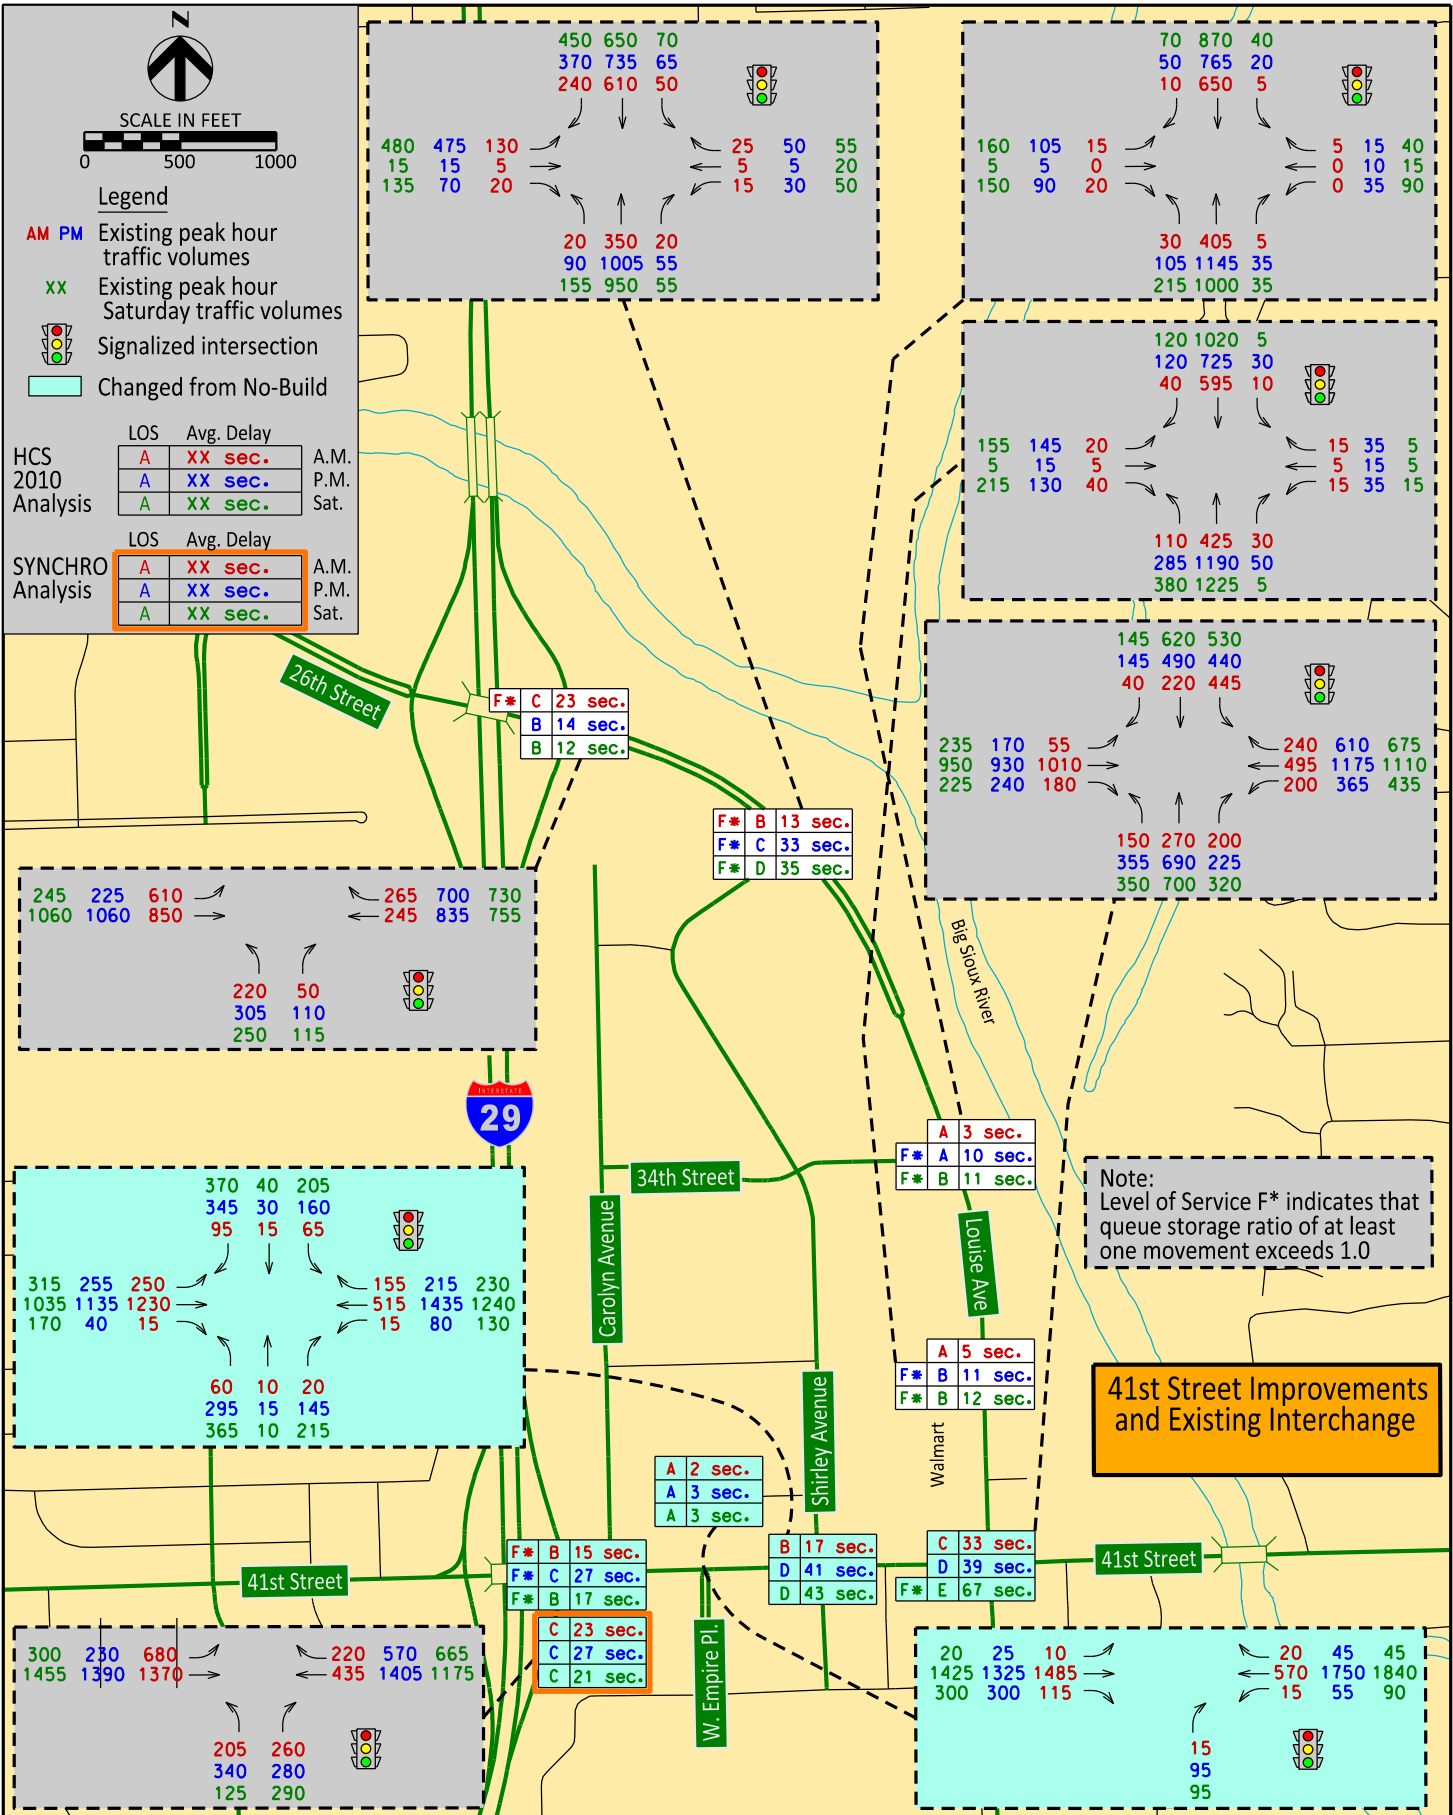 N
SCALE IN FEET
0 500 1000
Legend
AM PM Existing peak hour
traffic volumes
XX Existing peak hour
Saturday traffic volumes
Signalized intersection
Changed from No-Build
LOS Avg. Delay
HCS
2010
Analysis
A XX sec. A.M.
A XX sec. P.M.
A XX sec. Sat.
LOS Avg. Delay
SYNCHRO
Analysis
A XX sec. A.M.
A XX sec. P.M.
A XX sec. Sat.
450 650 70
370 735 65
240 610 50
480 475 130
15 15 5
135 70 20
25 50 55
5 5 20
15 30 50
20 350 20
90 1005 55
155 950 55
70 870 40
50 765 20
10 650 5
160 105 15
5 5 0
150 90 20
5 15 40
0 10 15
0 35 90
30 405 5
105 1145 35
215 1000 35
120 1020 5
120 725 30
40 595 10
155 145 20
5 15 5
215 130 40
15 35 5
5 15 5
15 35 15
110 425 30
285 1190 50
380 1225 5
145 620 530
145 490 440
40 220 445
235 170 55
950 930 1010
225 240 180
240 610 675
495 1175 1110
200 365 435
150 270 200
355 690 225
350 700 320
26th Street
F* C 23 sec.
B 14 sec.
B 12 sec.
F* B 13 sec.
F* C 33 sec.
F* D 35 sec.
245 225 610
1060 1060 850
265 700 730
245 835 755
220 50
305 110
250 115
Big Sioux River
INTERSTATE
29
A 3 sec.
F* A 10 sec.
F* B 11 sec.
34th Street
Carolyn Avenue
Louise Ave
Note:
Level of Service F* indicates that
queue storage ratio of at least
one movement exceeds 1.0
370 40 205
345 30 160
95 15 65
315 255 250
1035 1135 1230
170 40 15
155 215 230
515 1435 1240
15 80 130
60 10 20
295 15 145
365 10 215
A 5 sec.
F* B 11 sec.
F* B 12 sec.
41st Street Improvements
and Existing Interchange
Shirley Avenue
Walmart
A 2 sec.
A 3 sec.
A 3 sec.
F* B 15 sec.
F* C 27 sec.
F* B 17 sec.
B 17 sec.
D 41 sec.
D 43 sec.
C 33 sec.
D 39 sec.
F* E 67 sec.
41st Street
41st Street
C 23 sec.
C 27 sec.
C 21 sec.
W. Empire Pl.
300 230 680
1455 1390 1370
220 570 665
435 1405 1175
205 260
340 280
125 290
20 25 10
1425 1325 1485
300 300 115
20 45 45
570 1750 1840
15 55 90
15
95
95